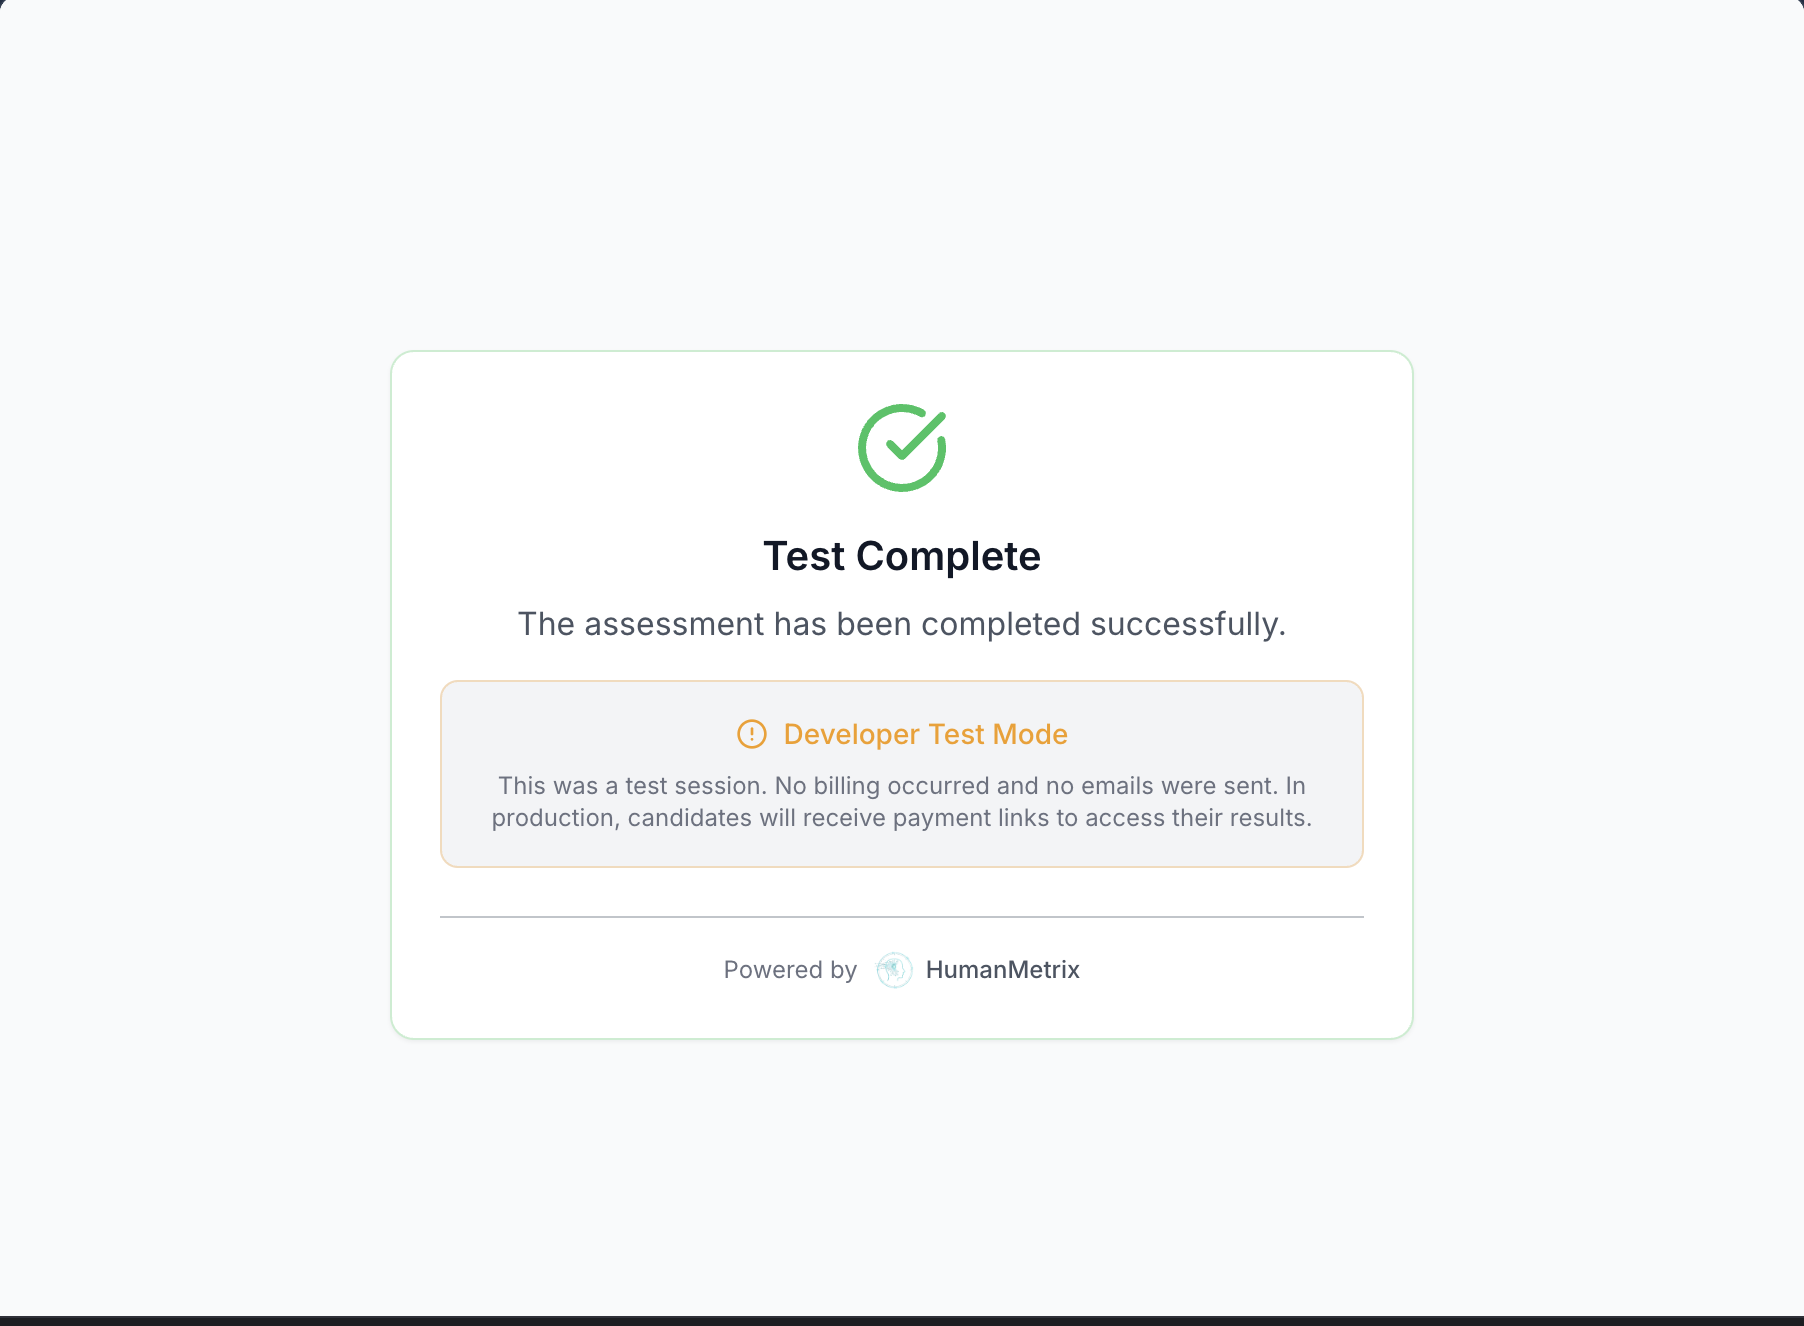 Test Complete
The assessment has been completed successfully.
Developer Test Mode
This was a test session. No billing occurred and no emails were sent. In
production, candidates will receive payment links to access their results.
Powered by HumanMetrix